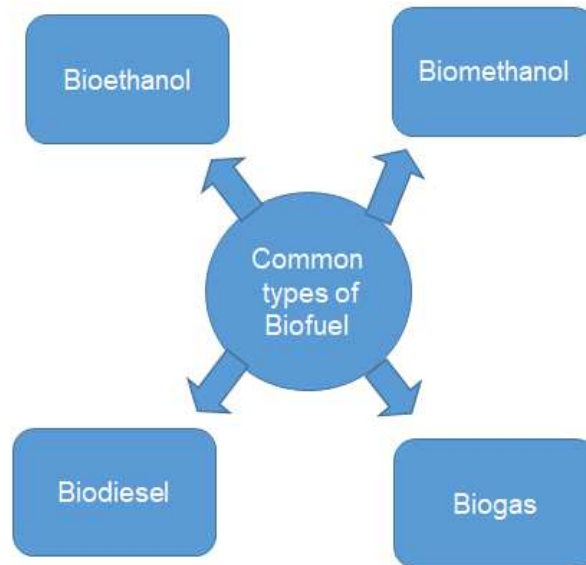 Bioethanol
Biomethanol
Common
types of
Biofuel
Biodiesel
Biogas